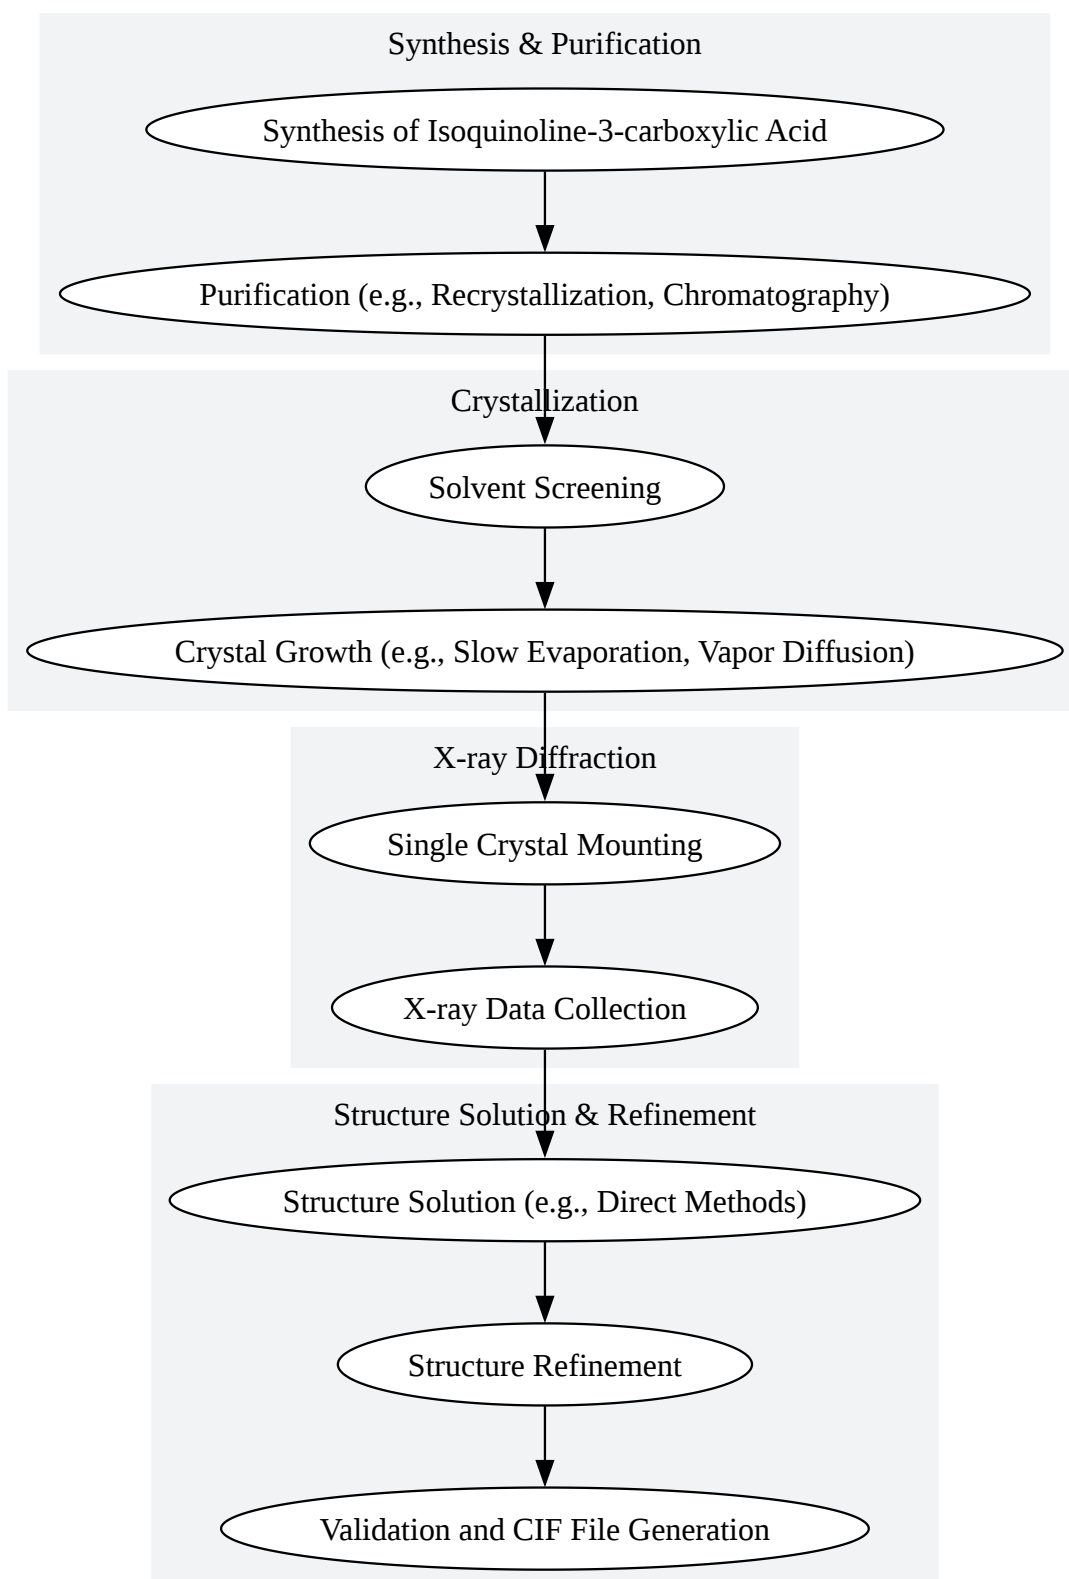 Synthesis & Purification
Synthesis of Isoquinoline-3-carboxylic Acid
Purification (e.g., Recrystallization, Chromatography)
Crystallization
Solvent Screening
Crystal Growth (e.g., Slow Evaporation, Vapor Diffusion)
X-ray Diffraction
Single Crystal Mounting
X-ray Data Collection
Structure Solution & Refinement
Structure Solution (e.g., Direct Methods)
Structure Refinement
Validation and CIF File Generation